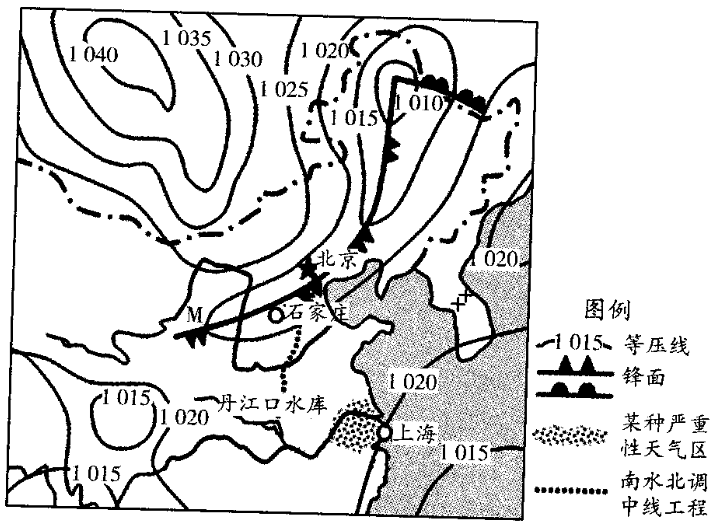 1 040
1 035
1 030
1 025
1 020
1 015
1 010
1 020
北京
M
石家庄
1 020
1 015
丹江口水库
1 020
上海
1 015
1 015
图例
1 015 等压线
锋面
某种严重
性天气区
南水北调
中线工程